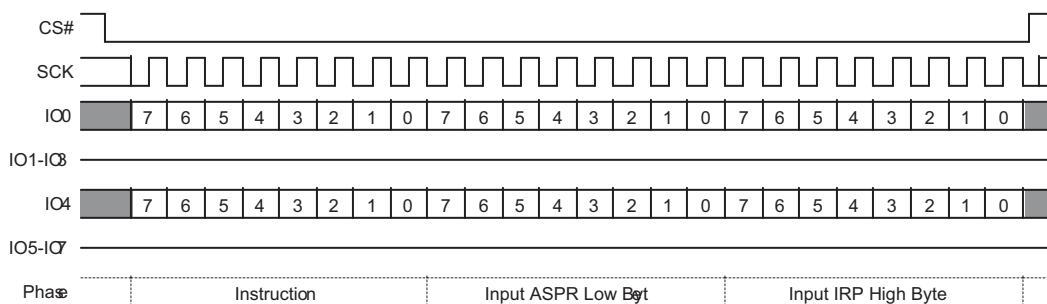 CS#
SCK
IO0 7 6 5 4 3 2 1 0 7 6 5 4 3 2 1 0 7 6 5 4 3 2 1 0
IO1-IO3
IO4 7 6 5 4 3 2 1 0 7 6 5 4 3 2 1 0 7 6 5 4 3 2 1 0
IO5-IO7
Phase Instruction Input ASPR Low Byte Input IRP High Byte